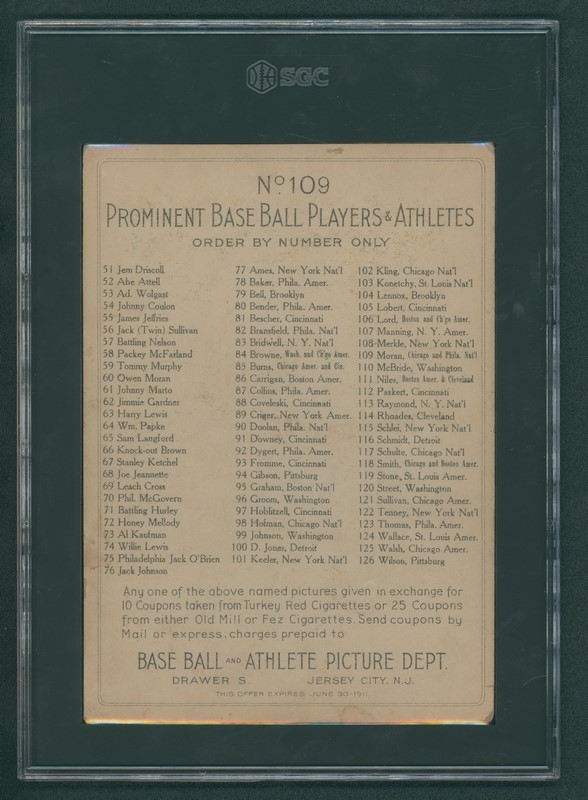 SGC
Nº 109
PROMINENT BASE BALL PLAYERS & ATHLETES
ORDER BY NUMBER ONLY
51 Jem Driscoll
52 Abe Attell
53 Ad. Wolgast
54 Johnny Coulon
55 James Jeffries
56 Jack (Twin) Sullivan
57 Battling Nelson
58 Packey McFarland
59 Tommy Murphy
60 Owen Moran
61 Johnny Marto
62 Jimmie Gardner
63 Harry Lewis
64 Wm. Papke
65 Sam Langford
66 Knock-out Brown
67 Stanley Ketchel
68 Joe Jeannette
69 Leach Cross
70 Phil. McGovern
71 Battling Hurley
72 Honey Mellody
73 Al Kaufman
74 Willie Lewis
75 Philadelphia Jack O'Brien
76 Jack Johnson
77 Ames, New York Nat'l
78 Baker, Phila. Amer.
79 Bell, Brooklyn
80 Bender, Phila. Amer.
81 Bescher, Cincinnati
82 Bransfield, Phila. Nat'l
83 Bridwell, N. Y. Nat'l
84 Browne, Wash. and Ch'go Amer.
85 Burns, Chicago Amer. and Cin.
86 Carrigan, Boston Amer.
87 Collins, Phila. Amer.
88 Coveleski, Cincinnati
89 Criger, New York Amer.
90 Doolan, Phila. Nat'l
91 Downey, Cincinnati
92 Dygert, Phila. Amer.
93 Fromme, Cincinnati
94 Gibson, Pittsburg
95 Graham, Boston Nat'l
96 Groom, Washington
97 Hoblitzell, Cincinnati
98 Hofman, Chicago Nat'l
99 Johnson, Washington
100 D. Jones, Detroit
101 Keeler, New York Nat'l
102 Kling, Chicago Nat'l
103 Konetchy, St. Louis Nat'l
104 Lennox, Brooklyn
105 Lobert, Cincinnati
106 Lord, Boston and Ch'go Amer.
107 Manning, N. Y. Amer.
108 Merkle, New York Nat'l
109 Moran, Chicago and Phila. Nat'l
110 McBride, Washington
111 Niles, Boston Amer. & Cleveland
112 Paskert, Cincinnati
113 Raymond, N. Y. Nat'l
114 Rhoades, Cleveland
115 Schlei, New York Nat'l
116 Schmidt, Detroit
117 Schulte, Chicago Nat'l
118 Smith, Chicago and Boston Amer.
119 Stone, St. Louis Amer.
120 Street, Washington
121 Sullivan, Chicago Amer.
122 Tenney, New York Nat'l
123 Thomas, Phila. Amer.
124 Wallace, St. Louis Amer.
125 Walsh, Chicago Amer.
126 Wilson, Pittsburg
Any one of the above named pictures given in exchange for
10 Coupons taken from Turkey Red Cigarettes or 25 Coupons
from either Old Mill or Fez Cigarettes. Send coupons by
Mail or express, charges prepaid to
BASE BALL AND ATHLETE PICTURE DEPT.
DRAWER S. JERSEY CITY, N.J.
THIS OFFER EXPIRES JUNE 30-1911.